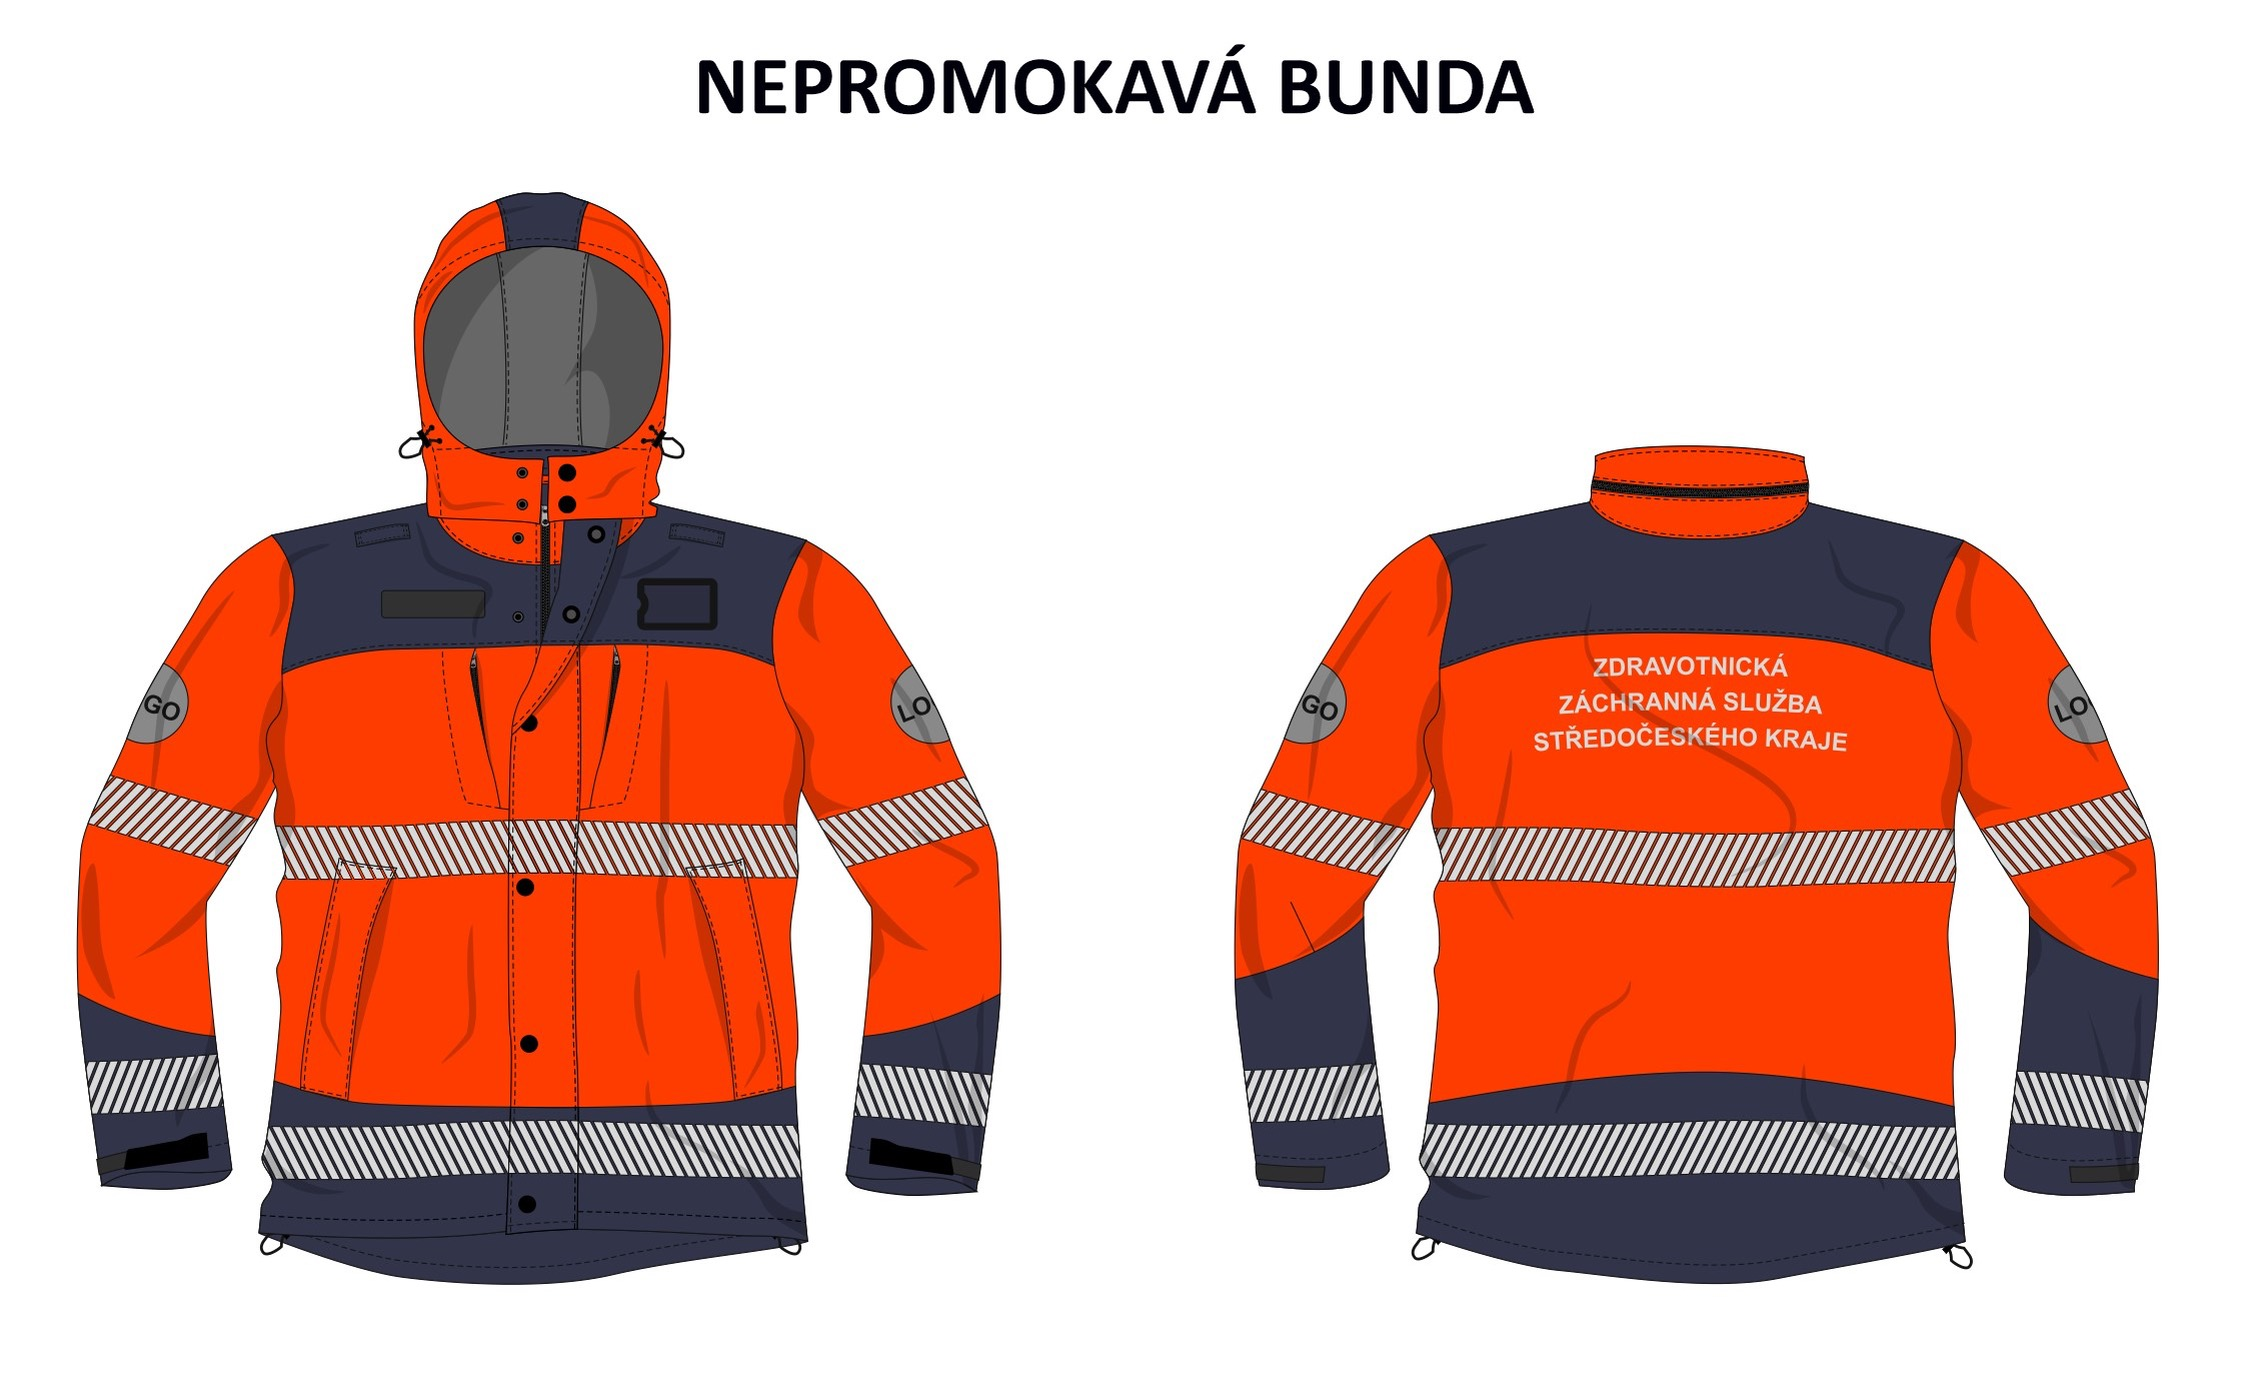 NEPROMOKAVÁ BUNDA
GO
LO
GO
LO
ZDRAVOTNICKÁ
ZÁCHRANNÁ SLUŽBA
STŘEDOČESKÉHO KRAJE